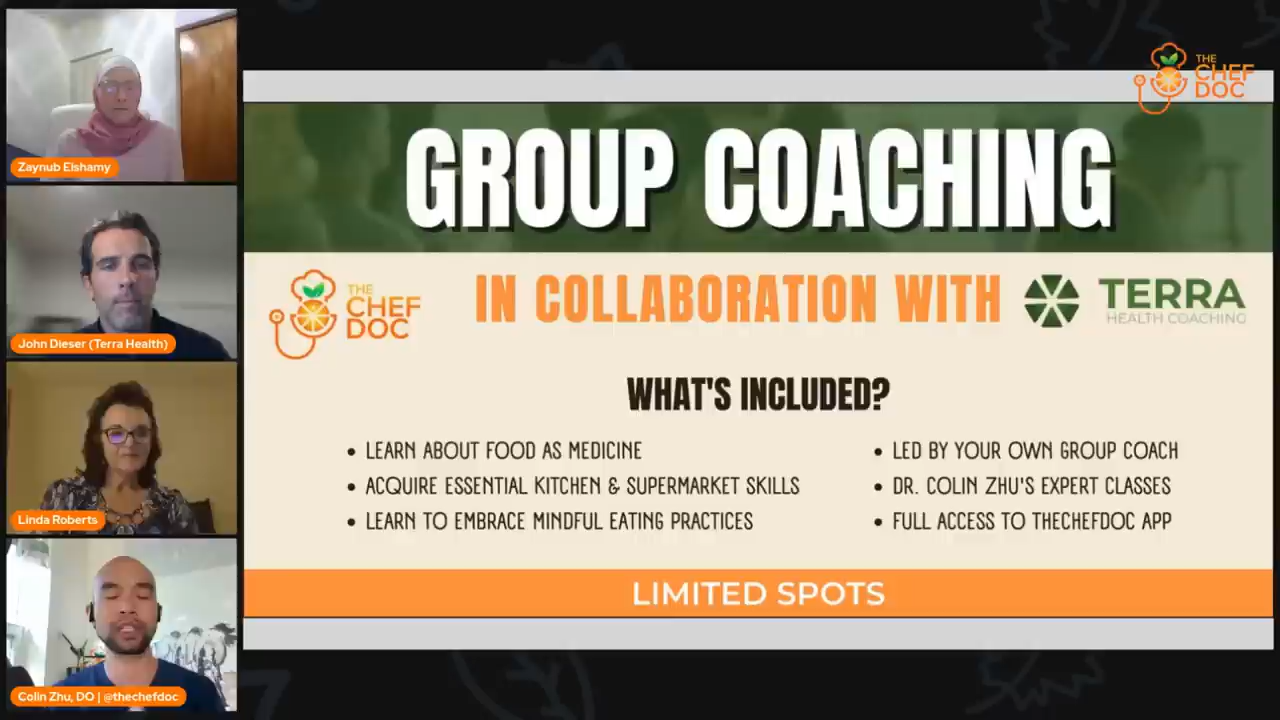 Zaynub Elshamy
John Dieser (Terra Health)
Linda Roberts
Colin Zhu, DO | @thechefdoc
THE
CHEF
DOC
GROUP COACHING
THE
CHEF
DOC
IN COLLABORATION WITH
TERRA
HEALTH COACHING
WHAT'S INCLUDED?
• LEARN ABOUT FOOD AS MEDICINE
• ACQUIRE ESSENTIAL KITCHEN & SUPERMARKET SKILLS
• LEARN TO EMBRACE MINDFUL EATING PRACTICES
• LED BY YOUR OWN GROUP COACH
• DR. COLIN ZHU'S EXPERT CLASSES
• FULL ACCESS TO THECHEFDOC APP
LIMITED SPOTS